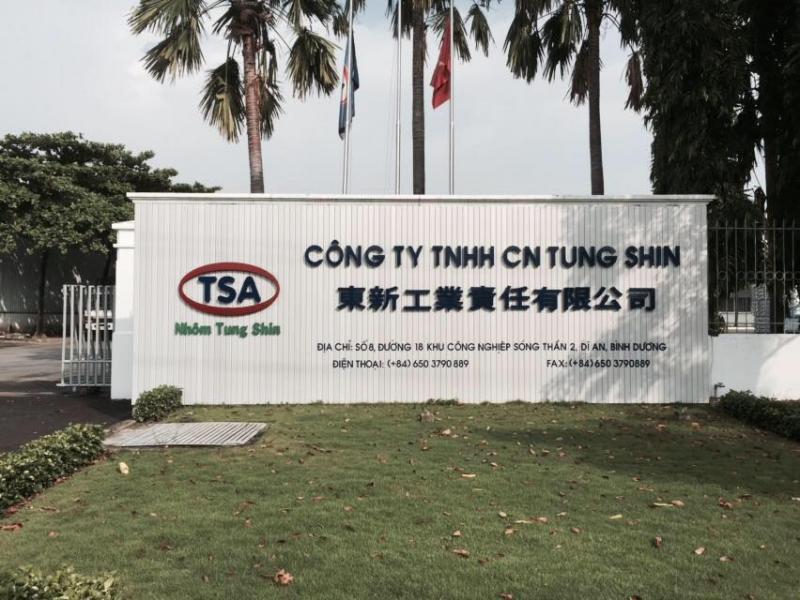 TSA
Nhôm Tung Shin
CÔNG TY TNHH CN TUNG SHIN
東新工業責任有限公司
ĐỊA CHỈ: SỐ 8, ĐƯỜNG 18 KHU CÔNG NGHIỆP SÓNG THẦN 2, DĨ AN, BÌNH DƯƠNG
ĐIỆN THOẠI: (+84) 650 3790 889 FAX: (+84) 650 3790889